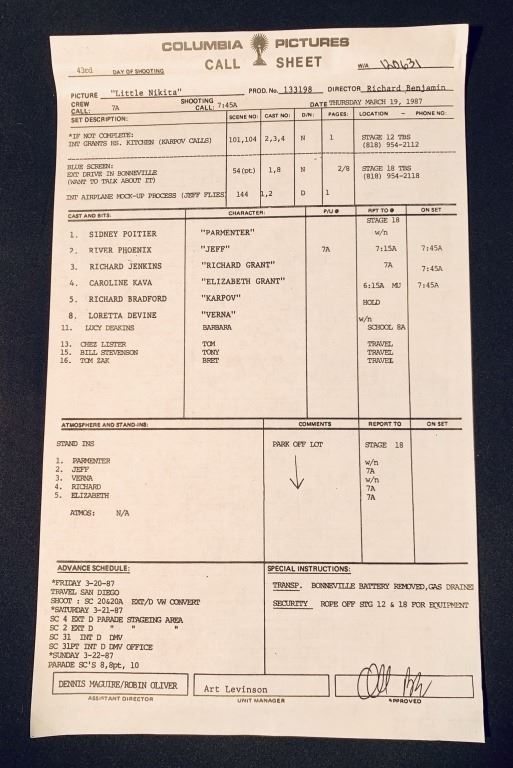 COLUMBIA PICTURES
CALL SHEET
43rd DAY OF SHOOTING
W/A 120631
PICTURE "Little Nikita" PROD. No. 133198 DIRECTOR Richard Benjamin
CREW CALL: 7A SHOOTING CALL: 7:45A DATE THURSDAY MARCH 19, 1987
SET DESCRIPTION: SCENE NO: CAST NO: D/N: PAGES: LOCATION - PHONE NO:
*IF NOT COMPLETE:
INT GRANTS HS. KITCHEN (KARPOV CALLS) 101,104 2,3,4 N 1 STAGE 12 TBS
(818) 954-2112
BLUE SCREEN:
EXT DRIVE IN BONNEVILLE 54(pt) 1,8 N 2/8 STAGE 18 TBS
(WANT TO TALK ABOUT IT) (818) 954-2118
INT AIRPLANE MOCK-UP PROCESS (JEFF FLIES) 144 1,2 D 1
CAST AND BITS: CHARACTER: P/U @ RPT TO @ ON SET
STAGE 18
1. SIDNEY POITIER "PARMENTER" w/n
2. RIVER PHOENIX "JEFF" 7A 7:15A 7:45A
3. RICHARD JENKINS "RICHARD GRANT" 7A 7:45A
4. CAROLINE KAVA "ELIZABETH GRANT" 6:15A MU 7:45A
5. RICHARD BRADFORD "KARPOV" HOLD
8. LORETTA DEVINE "VERNA" w/n
11. LUCY DEAKINS BARBARA SCHOOL 8A
13. CHEZ LISTER TOM TRAVEL
15. BILL STEVENSON TONY TRAVEL
16. TOM ZAK BRET TRAVEL
ATMOSPHERE AND STAND-INS: COMMENTS REPORT TO ON SET
STAND INS PARK OFF LOT STAGE 18
1. PARMENTER w/n
2. JEFF 7A
3. VERNA w/n
4. RICHARD 7A
5. ELIZABETH 7A
ATMOS: N/A
ADVANCE SCHEDULE:
*FRIDAY 3-20-87
TRAVEL SAN DIEGO
SHOOT : SC 20&20A EXT/D VW CONVERT
*SATURDAY 3-21-87
SC 4 EXT D PARADE STAGEING AREA
SC 2 EXT D " " "
SC 31 INT D DMV
SC 31PT INT D DMV OFFICE
*SUNDAY 3-22-87
PARADE SC'S 8,8pt, 10
SPECIAL INSTRUCTIONS:
TRANSP. BONNEVILLE BATTERY REMOVED,GAS DRAINE
SECURITY ROPE OFF STG 12 & 18 FOR EQUIPMENT
DENNIS MAGUIRE/ROBIN OLIVER
ASSISTANT DIRECTOR
Art Levinson
UNIT MANAGER
APPROVED